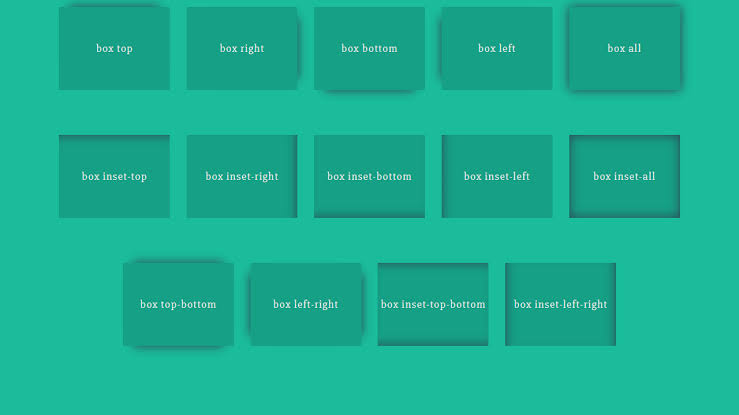 box top
box right
box bottom
box left
box all
box inset-top
box inset-right
box inset-bottom
box inset-left
box inset-all
box top-bottom
box left-right
box inset-top-bottom
box inset-left-right